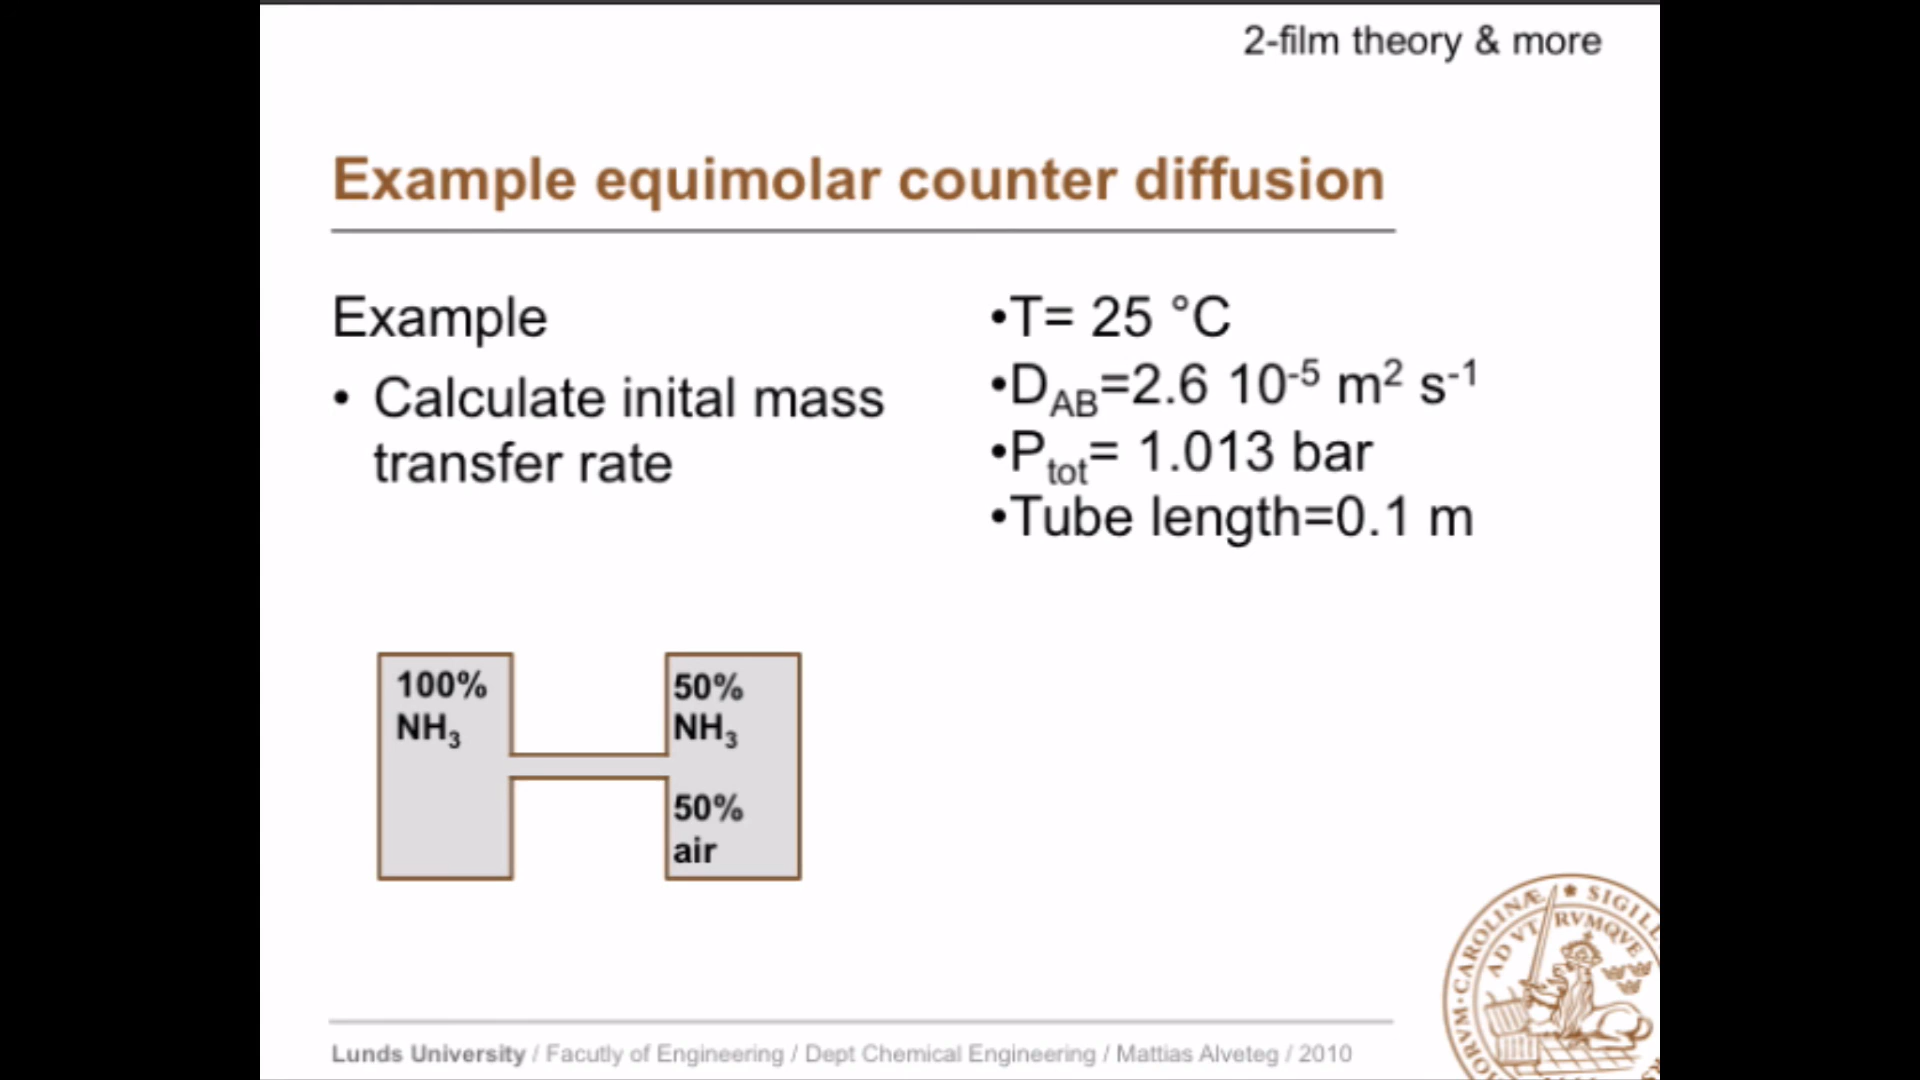 2-film theory & more
Example equimolar counter diffusion
Example
• Calculate inital mass
transfer rate
•T= 25 °C
•D_AB=2.6 10⁻⁵ m² s⁻¹
•P_tot= 1.013 bar
•Tube length=0.1 m
100%
NH₃
50%
NH₃
50%
air
Lunds University / Facutly of Engineering / Dept Chemical Engineering / Mattias Alveteg / 2010